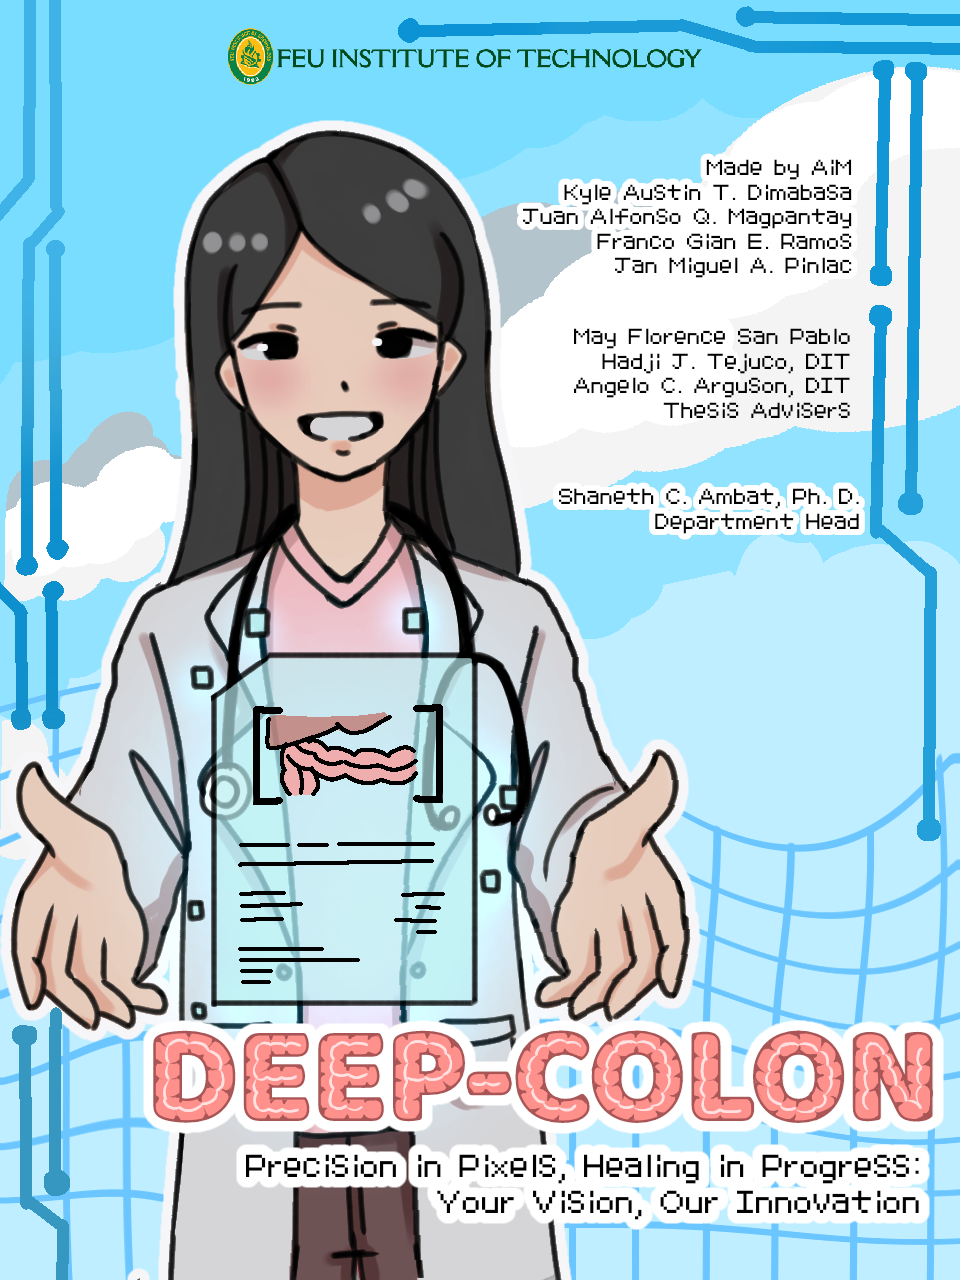 FEU INSTITUTE OF TECHNOLOGY
Made by AiM
Kyle Austin T. Dimabasa
Juan Alfonso Q. Magpantay
Franco Gian E. Ramos
Jan Miguel A. Pinlac
May Florence San Pablo
Hadji J. Tejuco, DIT
Angelo C. Arguson, DIT
Thesis Advisers
Shaneth C. Ambat, Ph. D.
Department Head
DEEP-COLON
Precision in Pixels, Healing in Progress:
Your Vision, Our Innovation